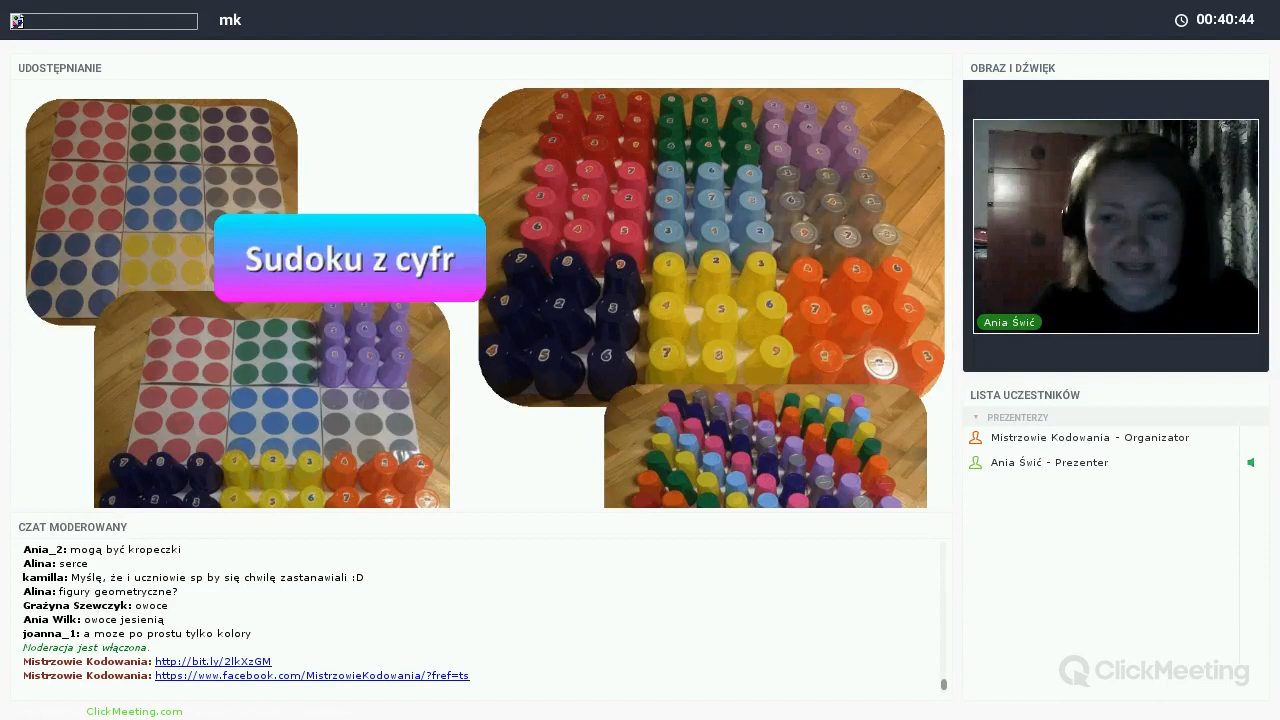 mk
00:40:44
UDOSTĘPNIANIE
OBRAZ I DŹWIĘK
Sudoku z cyfr
Ania Świć
LISTA UCZESTNIKÓW
PREZENTERZY
Mistrzowie Kodowania - Organizator
Ania Świć - Prezenter
CZAT MODEROWANY
Ania_2: mogą być kropeczki
Alina: serce
kamilla: Myślę, że i uczniowie sp by się chwilę zastanawiali :D
Alina: figury geometryczne?
Grażyna Szewczyk: owoce
Ania Wilk: owoce jesienią
joanna_1: a moze po prostu tylko kolory
Moderacja jest włączona.
Mistrzowie Kodowania: http://bit.ly/2lkXzGM
Mistrzowie Kodowania: https://www.facebook.com/MistrzowieKodowania/?fref=ts
ClickMeeting
ClickMeeting.com